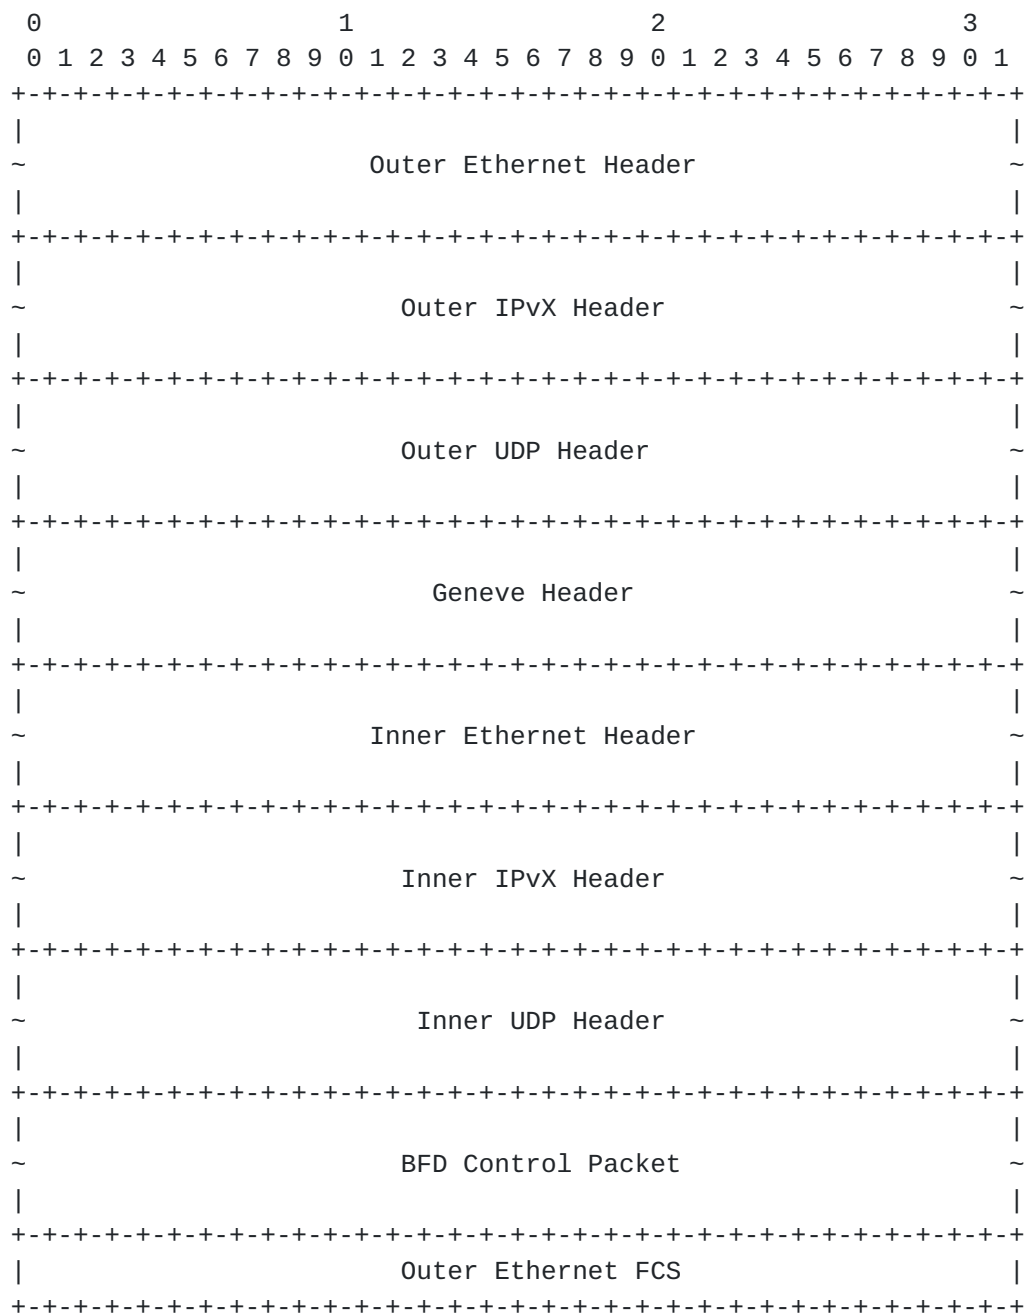 0                   1                   2                   3
 0 1 2 3 4 5 6 7 8 9 0 1 2 3 4 5 6 7 8 9 0 1 2 3 4 5 6 7 8 9 0 1
+-+-+-+-+-+-+-+-+-+-+-+-+-+-+-+-+-+-+-+-+-+-+-+-+-+-+-+-+-+-+-+-+
|                                                               |
~                      Outer Ethernet Header                    ~
|                                                               |
+-+-+-+-+-+-+-+-+-+-+-+-+-+-+-+-+-+-+-+-+-+-+-+-+-+-+-+-+-+-+-+-+
|                                                               |
~                        Outer IPvX Header                      ~
|                                                               |
+-+-+-+-+-+-+-+-+-+-+-+-+-+-+-+-+-+-+-+-+-+-+-+-+-+-+-+-+-+-+-+-+
|                                                               |
~                        Outer UDP Header                       ~
|                                                               |
+-+-+-+-+-+-+-+-+-+-+-+-+-+-+-+-+-+-+-+-+-+-+-+-+-+-+-+-+-+-+-+-+
|                                                               |
~                          Geneve Header                        ~
|                                                               |
+-+-+-+-+-+-+-+-+-+-+-+-+-+-+-+-+-+-+-+-+-+-+-+-+-+-+-+-+-+-+-+-+
|                                                               |
~                      Inner Ethernet Header                    ~
|                                                               |
+-+-+-+-+-+-+-+-+-+-+-+-+-+-+-+-+-+-+-+-+-+-+-+-+-+-+-+-+-+-+-+-+
|                                                               |
~                        Inner IPvX Header                      ~
|                                                               |
+-+-+-+-+-+-+-+-+-+-+-+-+-+-+-+-+-+-+-+-+-+-+-+-+-+-+-+-+-+-+-+-+
|                                                               |
~                         Inner UDP Header                      ~
|                                                               |
+-+-+-+-+-+-+-+-+-+-+-+-+-+-+-+-+-+-+-+-+-+-+-+-+-+-+-+-+-+-+-+-+
|                                                               |
~                        BFD Control Packet                     ~
|                                                               |
+-+-+-+-+-+-+-+-+-+-+-+-+-+-+-+-+-+-+-+-+-+-+-+-+-+-+-+-+-+-+-+-+
|                        Outer Ethernet FCS                     |
+-+-+-+-+-+-+-+-+-+-+-+-+-+-+-+-+-+-+-+-+-+-+-+-+-+-+-+-+-+-+-+-+